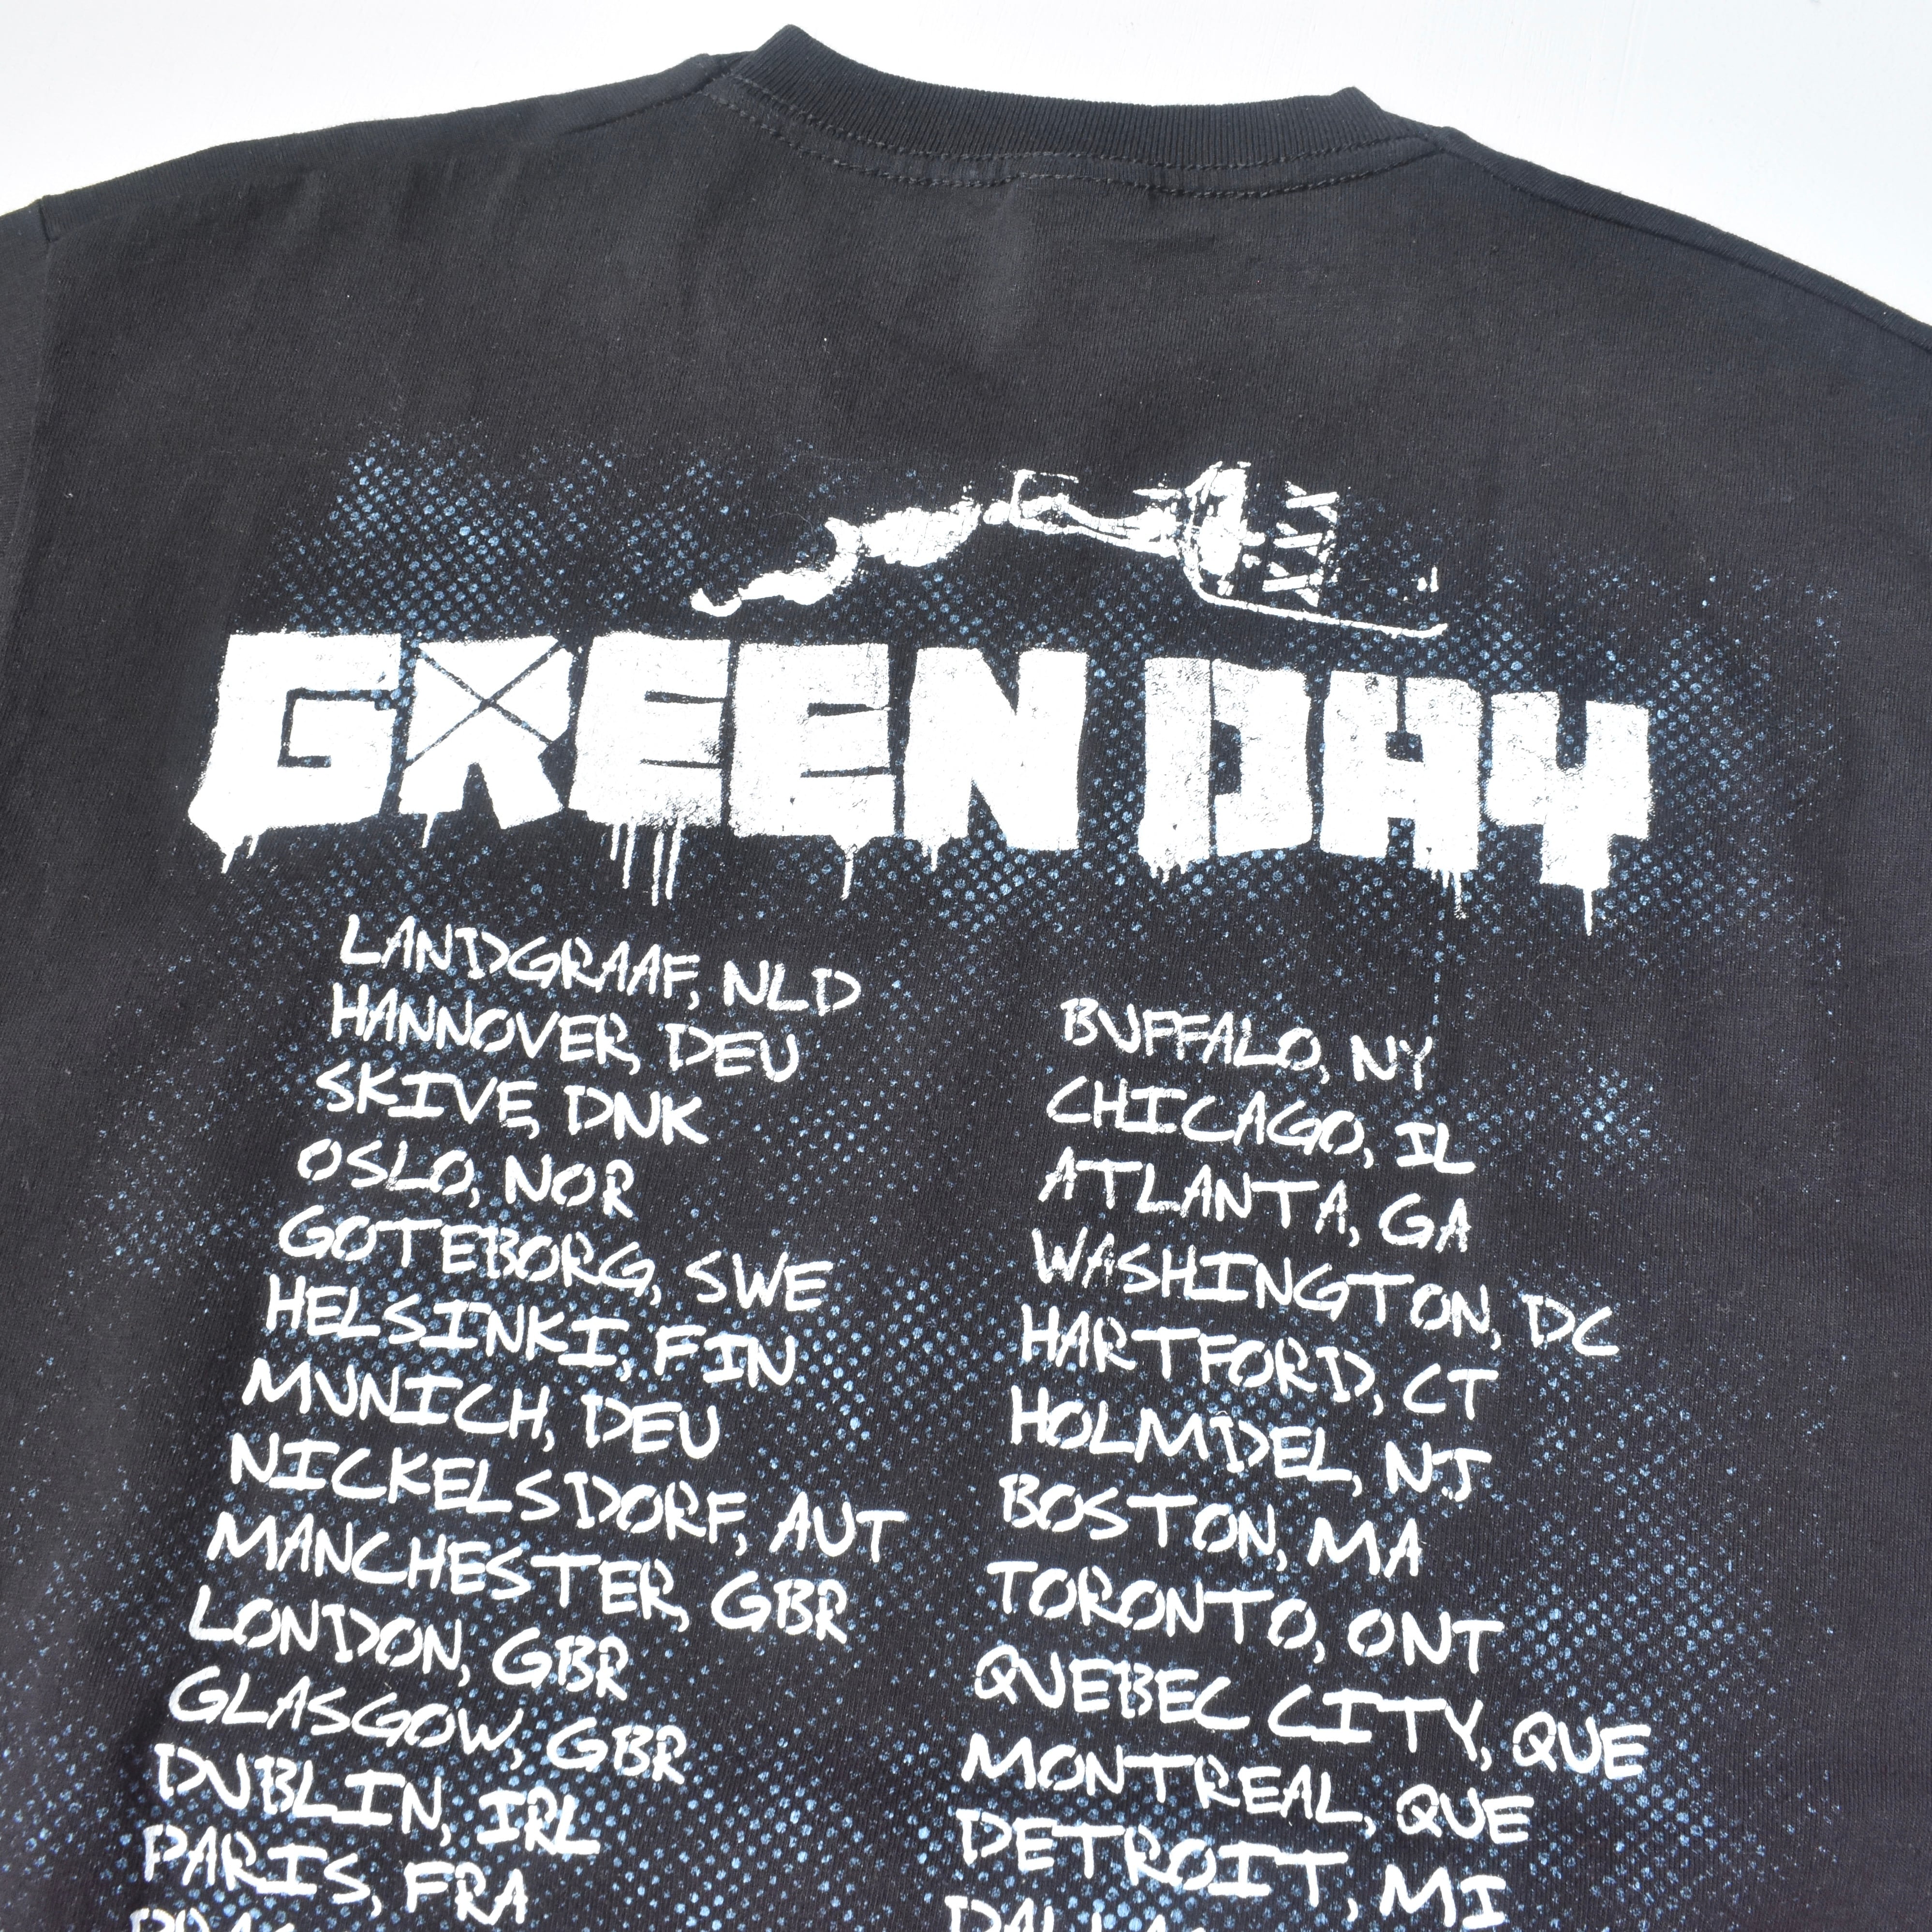 GREEN DAY
LANDGRAAF, NLD
HANNOVER, DEU
SKIVE, DNK
OSLO, NOR
GOTEBORG, SWE
HELSINKI, FIN
MUNICH, DEU
NICKELSDORF, AUT
MANCHESTER, GBR
LONDON, GBR
GLASGOW, GBR
DUBLIN, IRL
PARIS, FRA
BUFFALO, NY
CHICAGO, IL
ATLANTA, GA
WASHINGTON, DC
HARTFORD, CT
HOLMDEL, NJ
BOSTON, MA
TORONTO, ONT
QUEBEC CITY, QUE
MONTREAL, QUE
DETROIT, MI